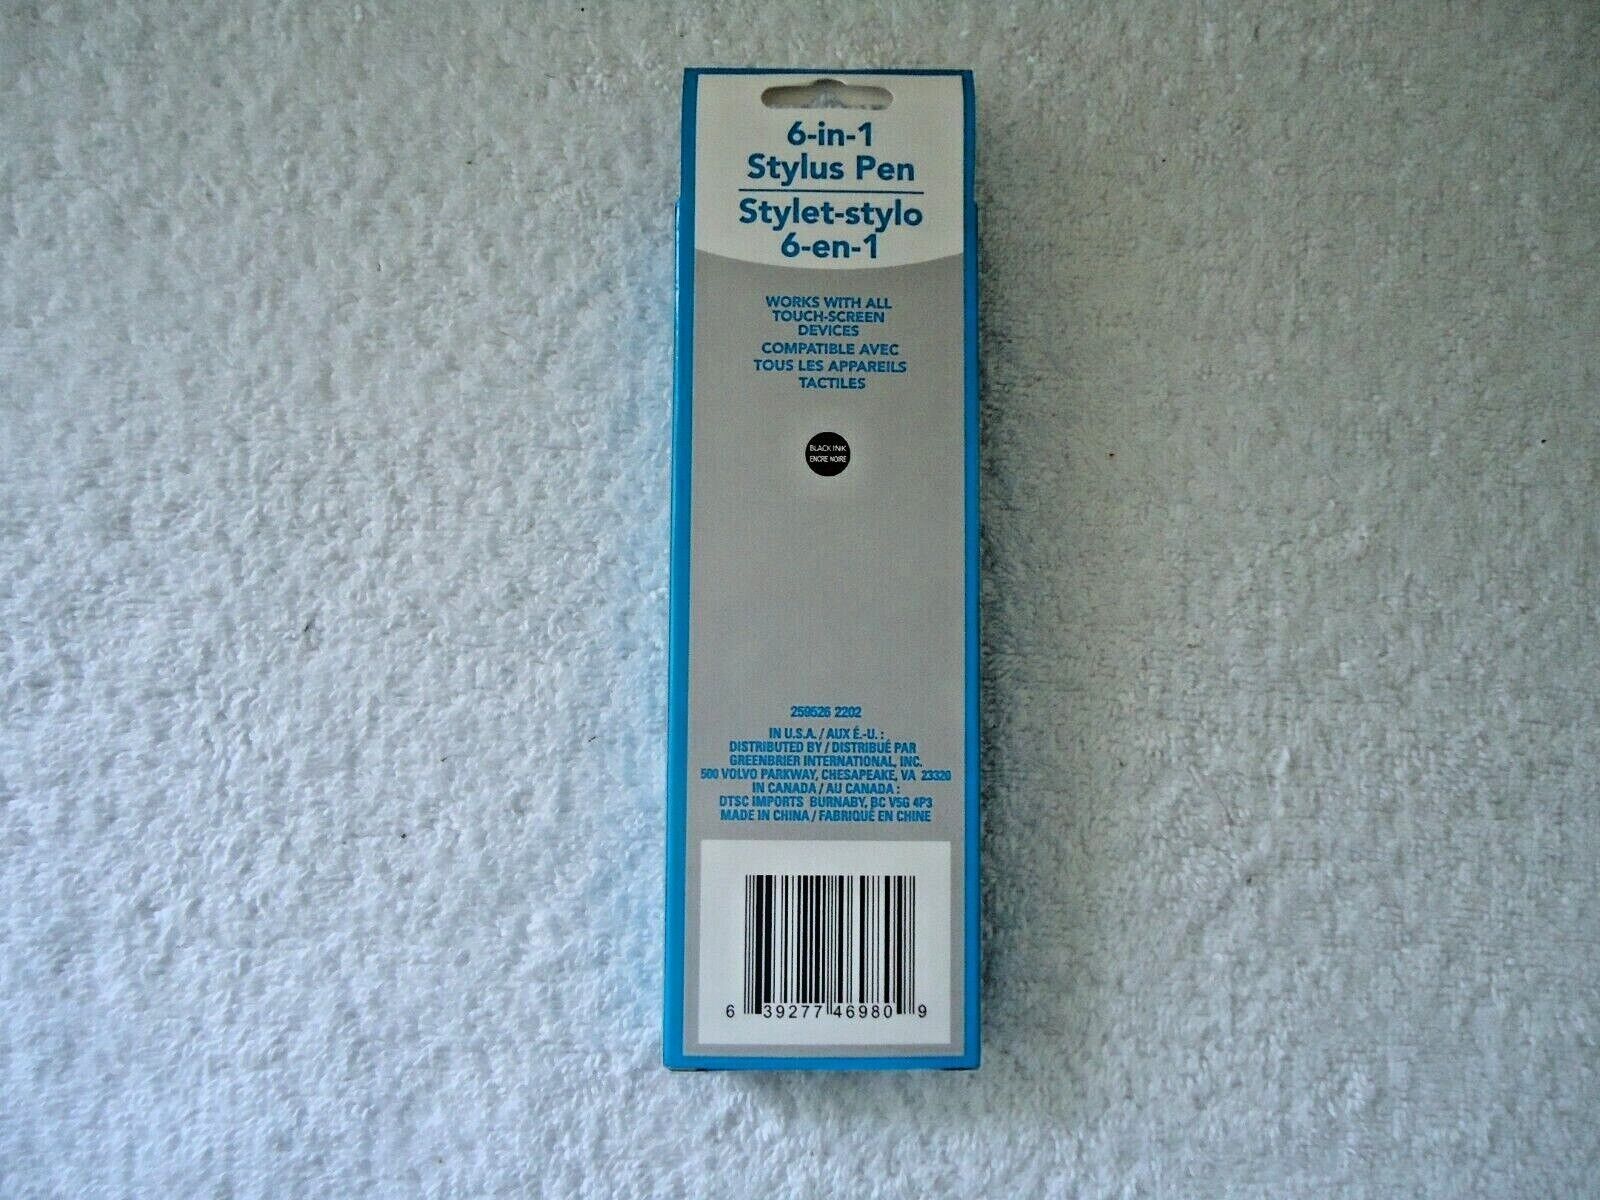 6-in-1
Stylus Pen
Stylet-stylo
6-en-1
WORKS WITH ALL
TOUCH-SCREEN
DEVICES
COMPATIBLE AVEC
TOUS LES APPAREILS
TACTILES
BLACK INK
ENCRE NOIRE
259526 2202
IN U.S.A. / AUX É.-U. :
DISTRIBUTED BY / DISTRIBUÉ PAR
GREENBRIER INTERNATIONAL, INC.
500 VOLVO PARKWAY, CHESAPEAKE, VA 23320
IN CANADA / AU CANADA :
DTSC IMPORTS BURNABY, BC V5G 4P3
MADE IN CHINA / FABRIQUÉ EN CHINE
6 39277 46980 9